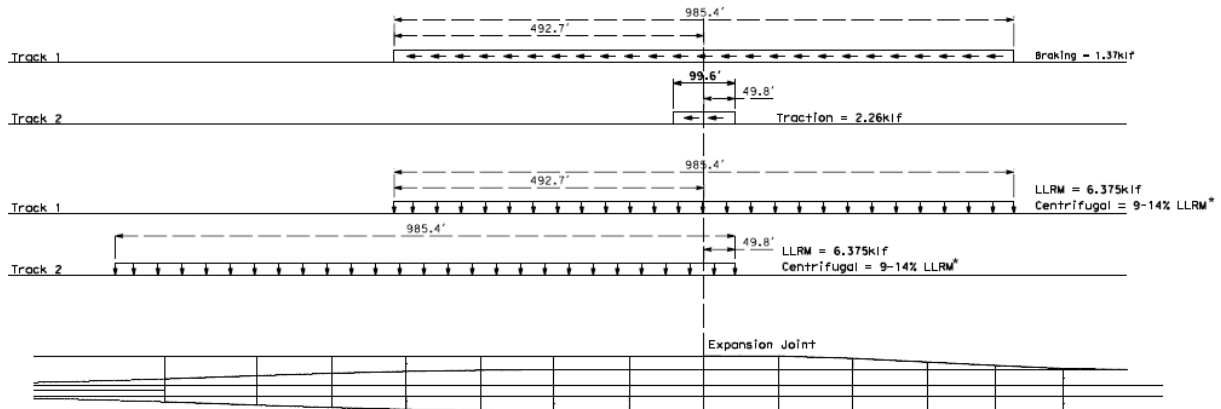 985.4'
492.7'
Track 1
Braking - 1.37klf
99.6'
49.8'
Track 2
Traction = 2.26klf
985.4'
492.7'
LLRM = 6.375klf
Track 1
Centrifugal = 9-14% LLRM*
985.4'
49.8'
LLRM = 6.375klf
Track 2
Centrifugal = 9-14% LLRM*
Expansion Joint